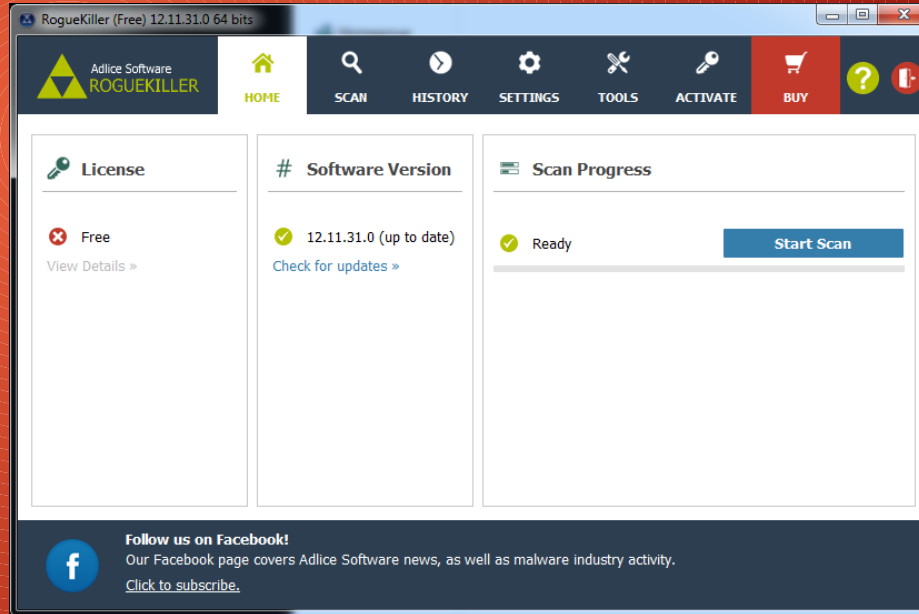 RogueKiller (Free) 12.11.31.0 64 bits
Adlice Software
ROGUEKILLER
HOME
SCAN
HISTORY
SETTINGS
TOOLS
ACTIVATE
BUY
?
License
Free
View Details »
# Software Version
12.11.31.0 (up to date)
Check for updates »
Scan Progress
Ready
Start Scan
f
Follow us on Facebook!
Our Facebook page covers Adlice Software news, as well as malware industry activity.
Click to subscribe.